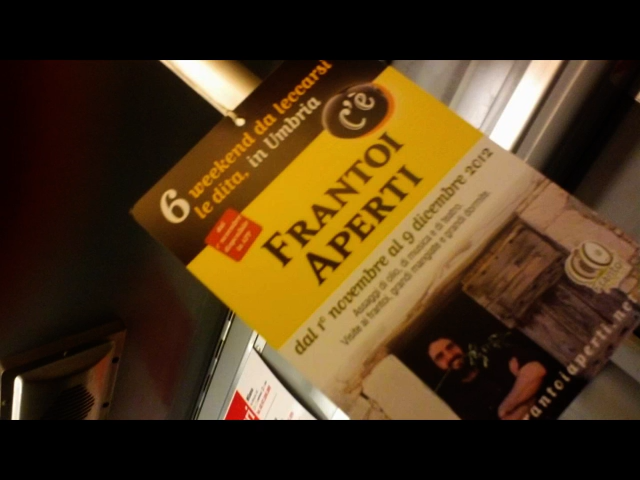 6 weekend da leccarsi
le dita, in Umbria
c'è
FRANTOI
APERTI
dal 1° novembre al 9 dicembre 2012
Assaggi di olio, di musica e di teatro.
Visite ai frantoi, grandi mangiate e grandi dormite.
frantoiaperti.net